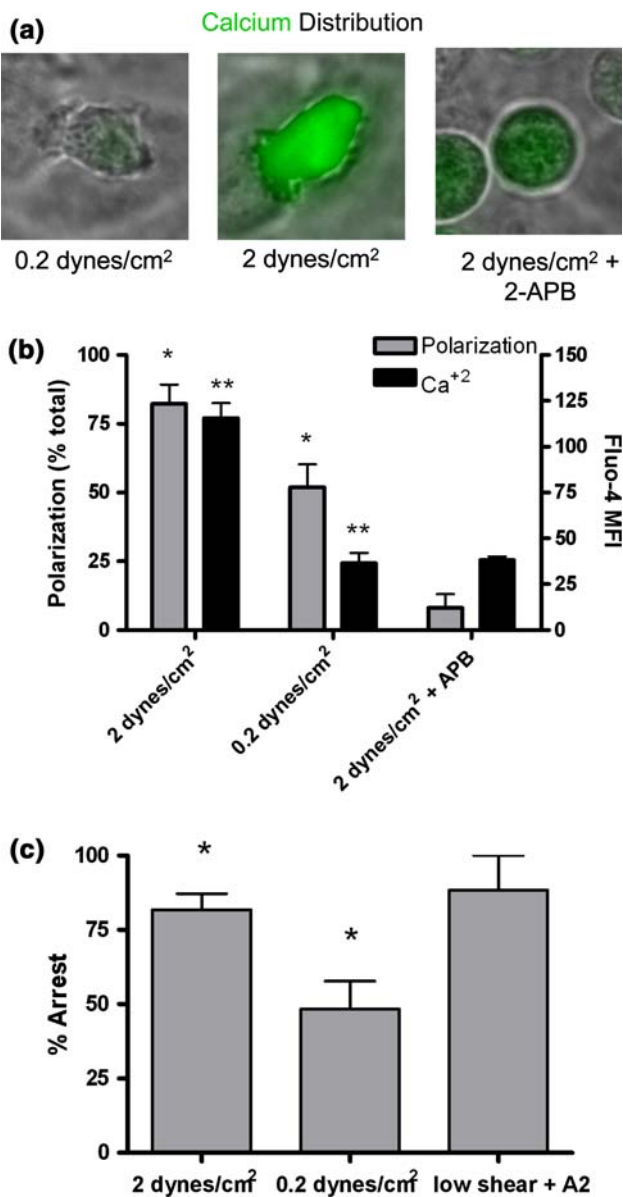 (a)
Calcium Distribution
0.2 dynes/cm²
2 dynes/cm²
2 dynes/cm² +
2-APB
(b)
Polarization
Ca⁺²
Polarization (% total)
100
75
50
25
0
*
**
*
**
150
125
100
75
50
25
0
Fluo-4 MFI
2 dynes/cm²
0.2 dynes/cm²
2 dynes/cm² + APB
(c)
% Arrest
100
75
50
25
0
*
*
2 dynes/cm²
0.2 dynes/cm²
low shear + A2